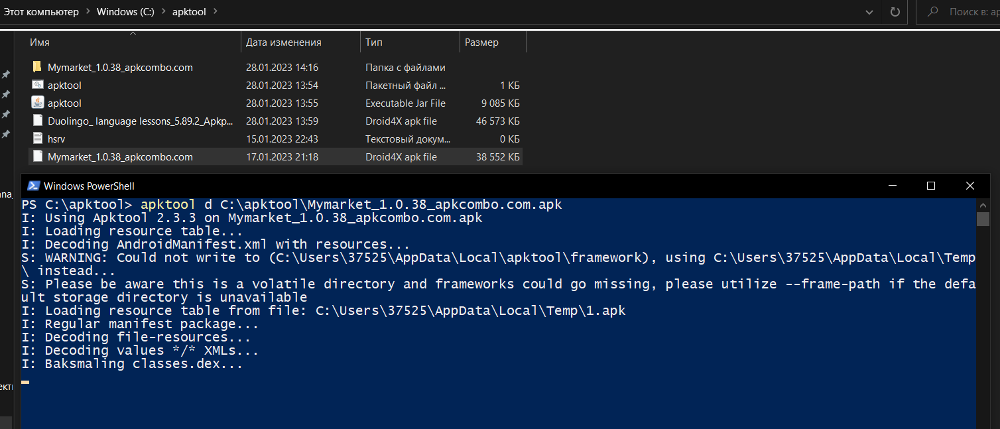 Этот компьютер > Windows (C:) > apktool >
Поиск в:
Имя Дата изменения Тип Размер
Mymarket_1.0.38_apkcombo.com 28.01.2023 14:16 Папка с файлами
apktool 28.01.2023 13:54 Пакетный файл ... 1 КБ
apktool 28.01.2023 13:55 Executable Jar File 9 085 КБ
Duolingo_ language lessons_5.89.2_Apkp... 28.01.2023 13:59 Droid4X apk file 46 573 КБ
hsrv 15.01.2023 22:43 Текстовый докум... 0 КБ
Mymarket_1.0.38_apkcombo.com 17.01.2023 21:18 Droid4X apk file 38 552 КБ
Windows PowerShell
PS C:\apktool> apktool d C:\apktool\Mymarket_1.0.38_apkcombo.com.apk
I: Using Apktool 2.3.3 on Mymarket_1.0.38_apkcombo.com.apk
I: Loading resource table...
I: Decoding AndroidManifest.xml with resources...
S: WARNING: Could not write to (C:\Users\37525\AppData\Local\apktool\framework), using C:\Users\37525\AppData\Local\Temp
\ instead...
S: Please be aware this is a volatile directory and frameworks could go missing, please utilize --frame-path if the defa
ult storage directory is unavailable
I: Loading resource table from file: C:\Users\37525\AppData\Local\Temp\1.apk
I: Regular manifest package...
I: Decoding file-resources...
I: Decoding values */* XMLs...
I: Baksmaling classes.dex...